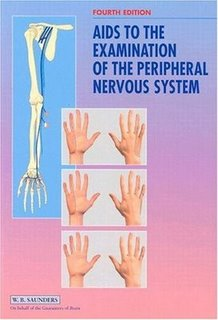 FOURTH EDITION
AIDS TO THE
EXAMINATION
OF THE PERIPHERAL
NERVOUS SYSTEM
W. B. SAUNDERS
On behalf of the Guarantors of Brain